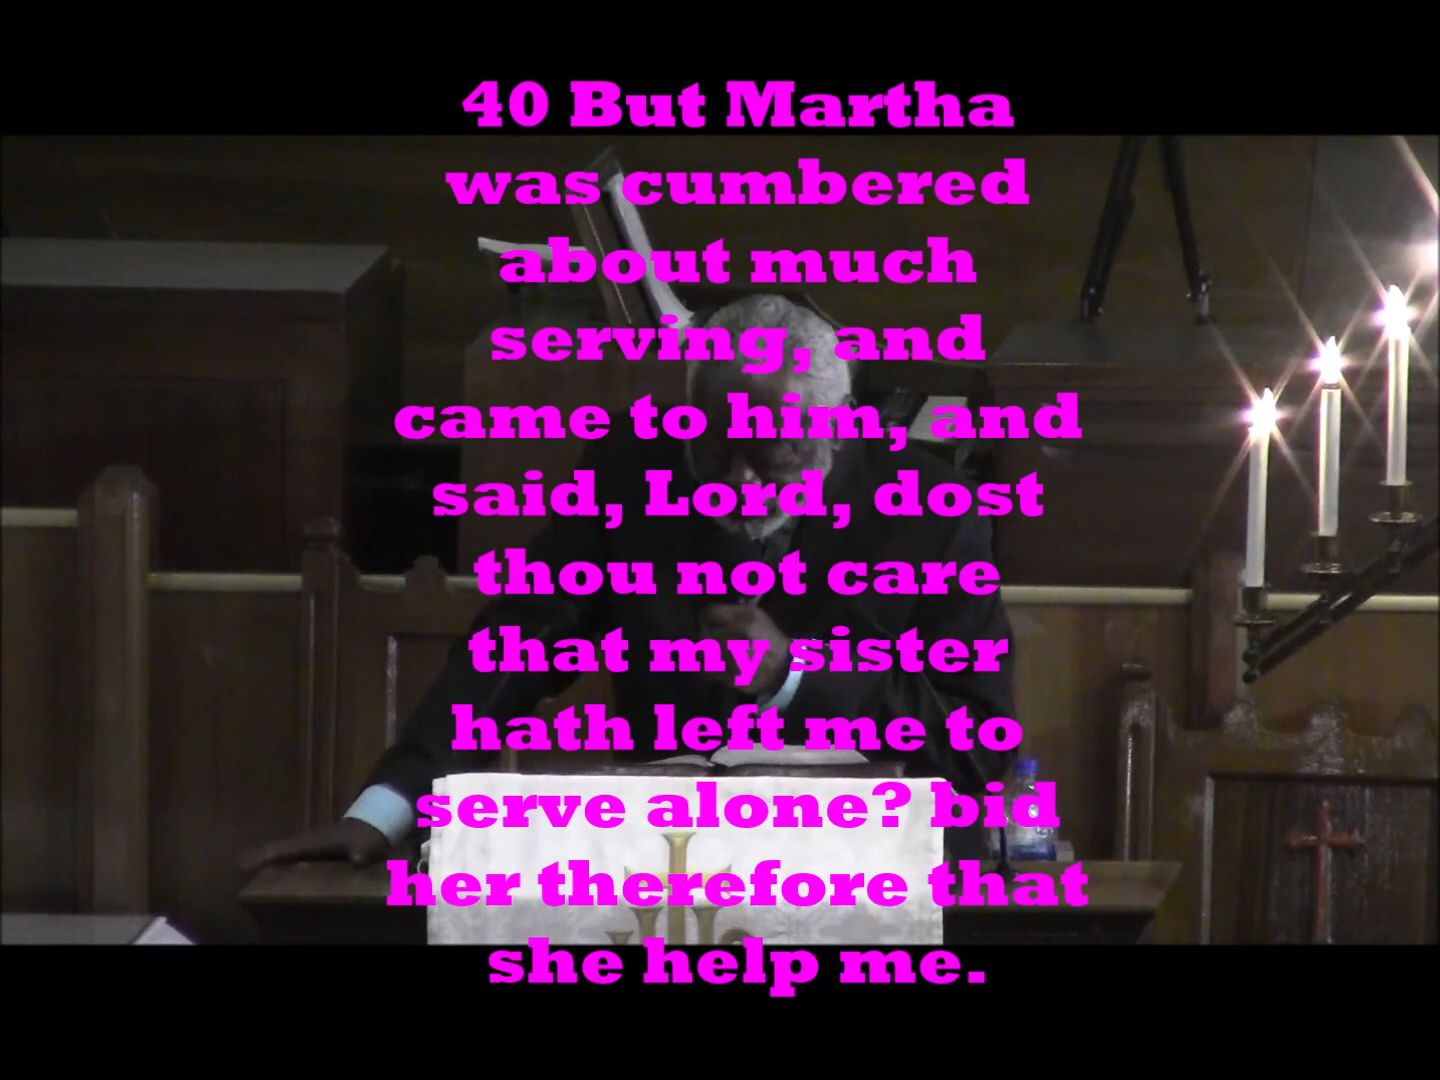 40 But Martha
was cumbered
about much
serving, and
came to him, and
said, Lord, dost
thou not care
that my sister
hath left me to
serve alone? bid
her therefore that
she help me.